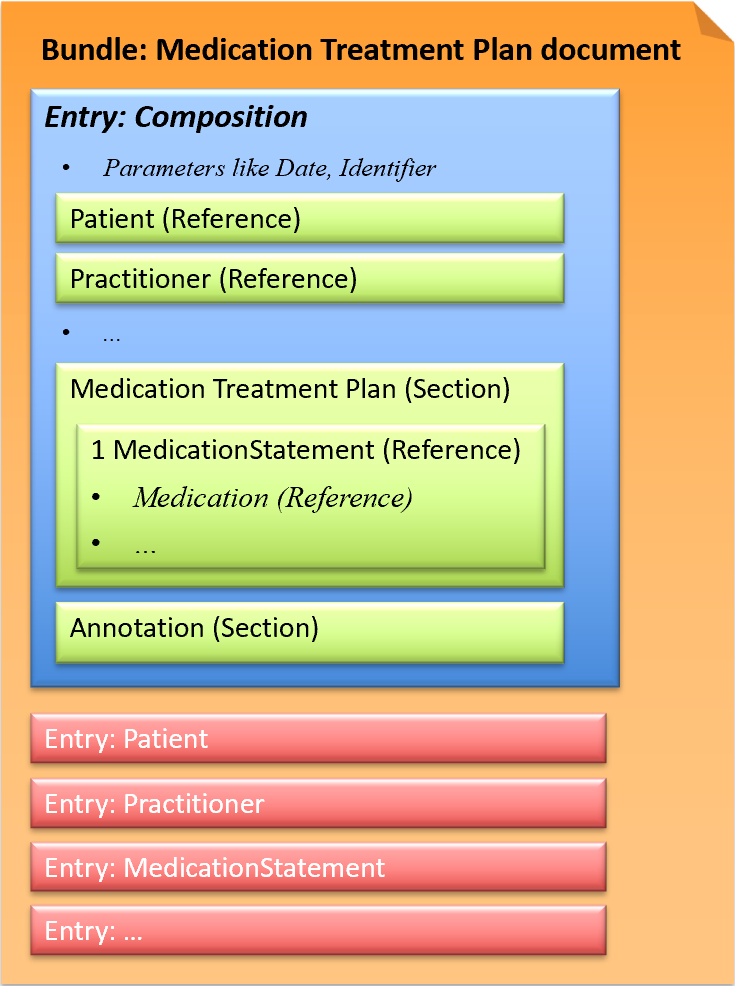 Bundle: Medication Treatment Plan document
Entry: Composition
• Parameters like Date, Identifier
Patient (Reference)
Practitioner (Reference)
• ...
Medication Treatment Plan (Section)
1 MedicationStatement (Reference)
• Medication (Reference)
• ...
Annotation (Section)
Entry: Patient
Entry: Practitioner
Entry: MedicationStatement
Entry: ...